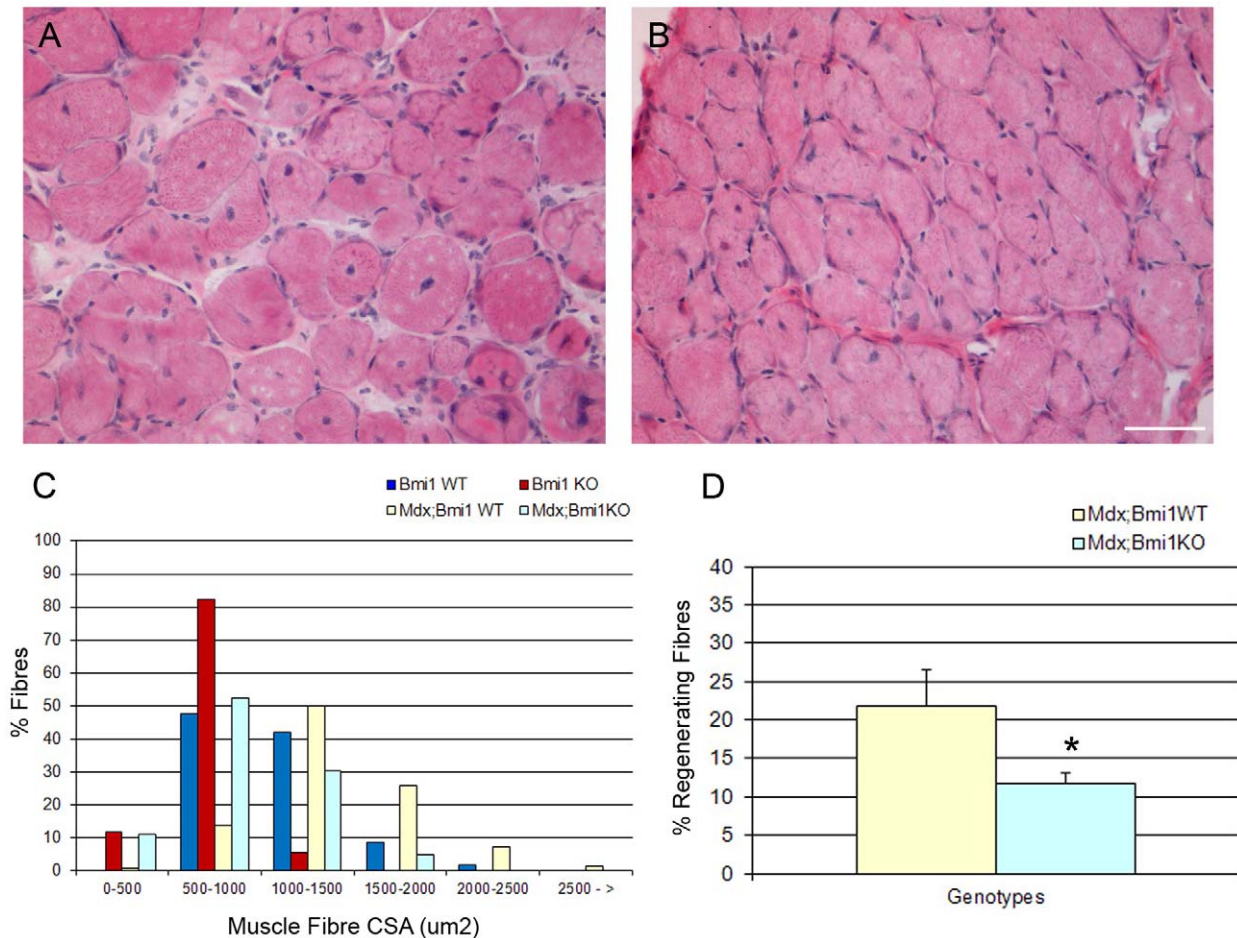 A
B
C
Bmi1 WT Bmi1 KO
Mdx;Bmi1 WT Mdx;Bmi1KO
100
90
80
70
60
50
40
30
20
10
0
% Fibres
0-500 500-1000 1000-1500 1500-2000 2000-2500 2500 - >
Muscle Fibre CSA (um2)
D
Mdx;Bmi1WT
Mdx;Bmi1KO
40
35
30
25
20
15
10
5
0
% Regenerating Fibres
*
Genotypes